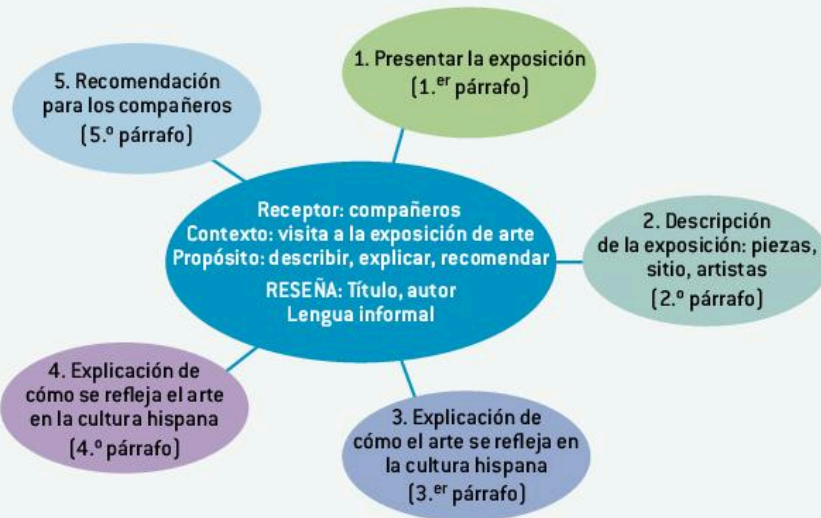 1. Presentar la exposición
(1.er párrafo)
2. Descripción
de la exposición: piezas,
sitio, artistas
(2.º párrafo)
3. Explicación de
cómo el arte se refleja en
la cultura hispana
(3.er párrafo)
4. Explicación de
cómo se refleja el arte
en la cultura hispana
(4.º párrafo)
5. Recomendación
para los compañeros
(5.º párrafo)
Receptor: compañeros
Contexto: visita a la exposición de arte
Propósito: describir, explicar, recomendar
RESEÑA: Título, autor
Lengua informal